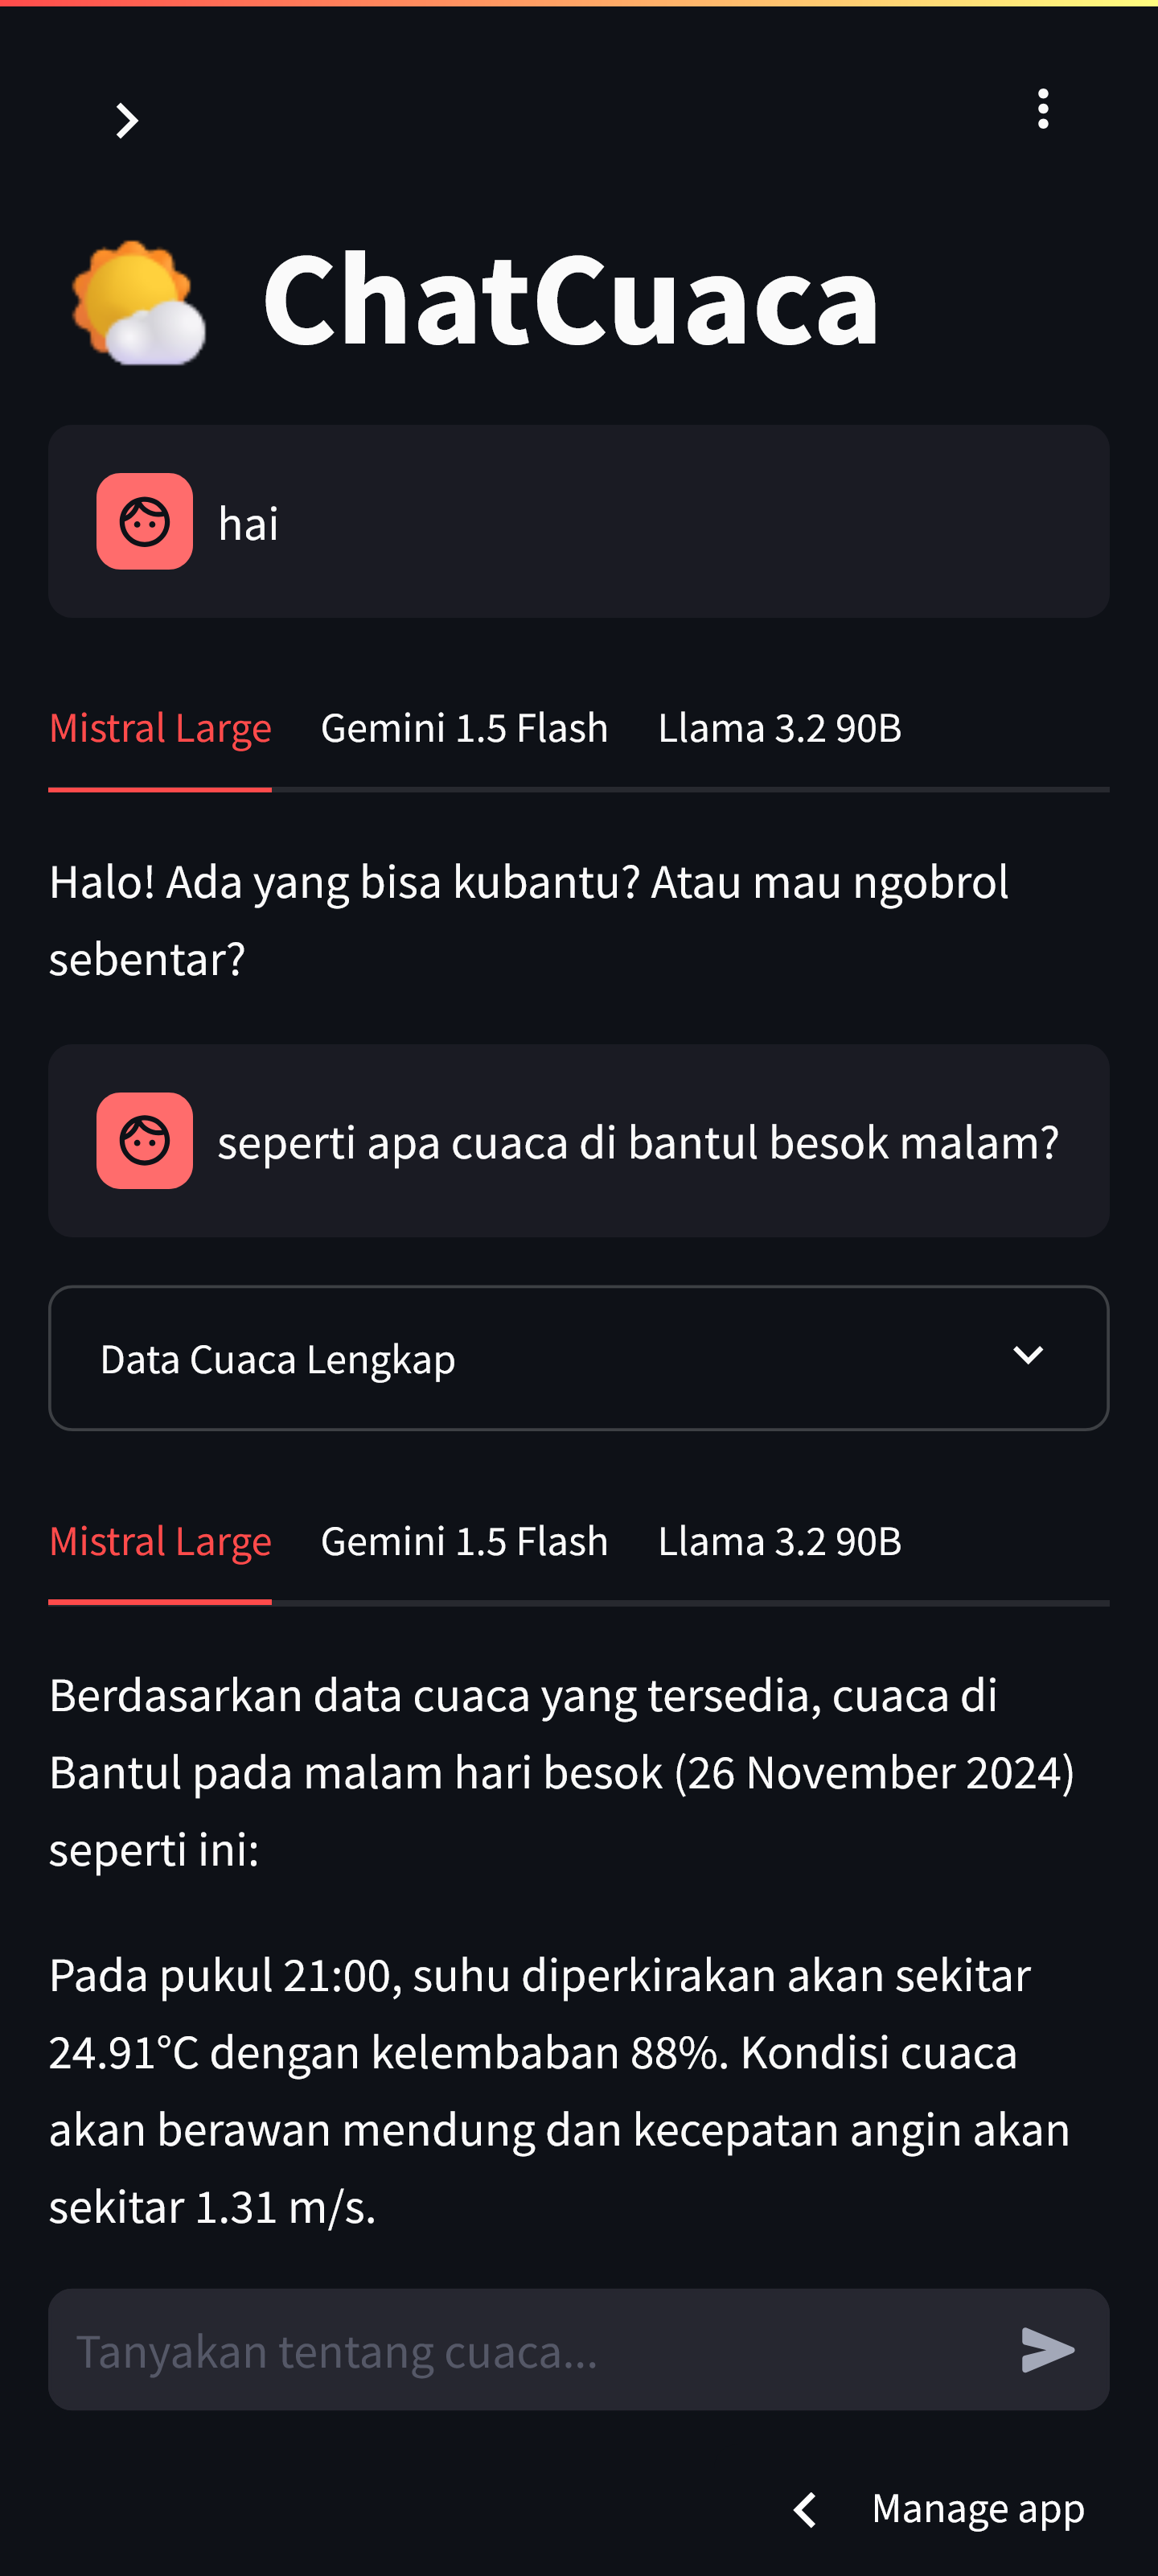 ChatCuaca
hai
Mistral Large Gemini 1.5 Flash Llama 3.2 90B
Halo! Ada yang bisa kubantu? Atau mau ngobrol
sebentar?
seperti apa cuaca di bantul besok malam?
Data Cuaca Lengkap
Mistral Large Gemini 1.5 Flash Llama 3.2 90B
Berdasarkan data cuaca yang tersedia, cuaca di
Bantul pada malam hari besok (26 November 2024)
seperti ini:
Pada pukul 21:00, suhu diperkirakan akan sekitar
24.91°C dengan kelembaban 88%. Kondisi cuaca
akan berawan mendung dan kecepatan angin akan
sekitar 1.31 m/s.
Tanyakan tentang cuaca...
Manage app